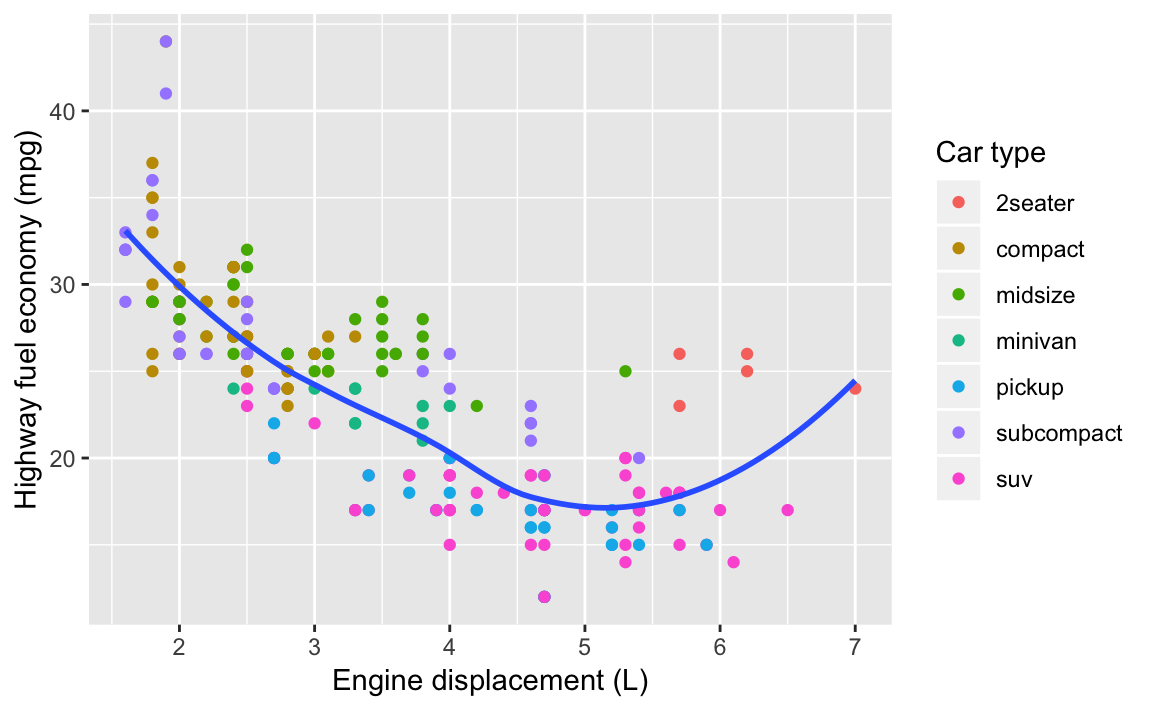 Highway fuel economy (mpg)
40
30
20
2 3 4 5 6 7
Engine displacement (L)
Car type
2seater
compact
midsize
minivan
pickup
subcompact
suv